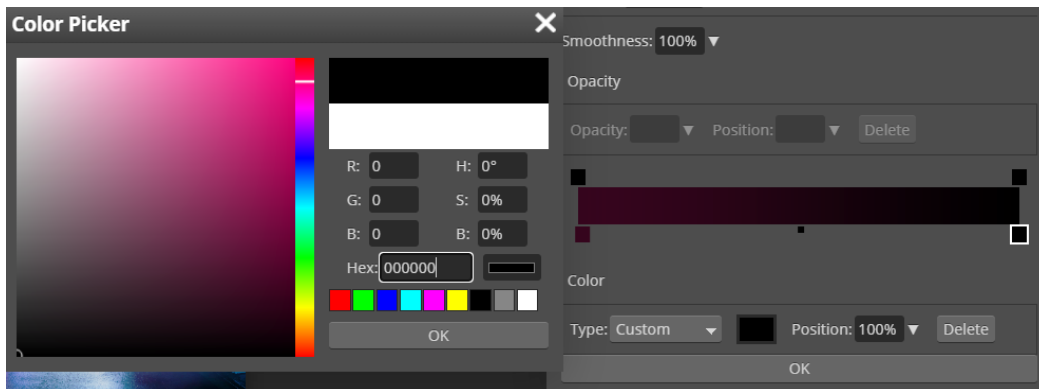 Color Picker
R: 0 H: 0°
G: 0 S: 0%
B: 0 B: 0%
Hex: 000000
OK
Smoothness: 100%
Opacity
Opacity: Position: Delete
Color
Type: Custom Position: 100% Delete
OK